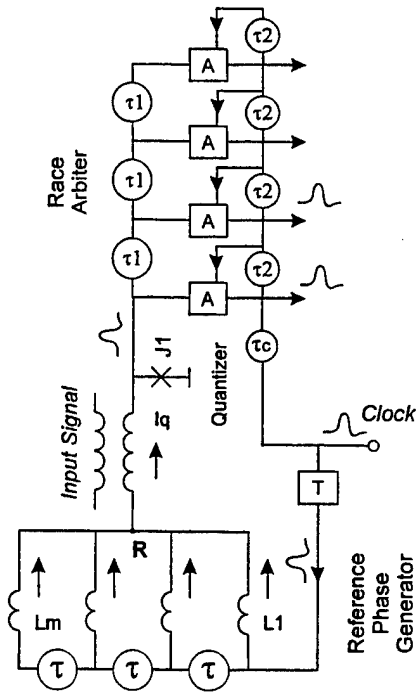 Race
Arbiter
τ1
τ1
τ1
A
A
A
A
τ2
τ2
τ2
τ2
τc
Input Signal
Iq
J1
Quantizer
Clock
T
R
Lm
L1
τ
τ
τ
Reference
Phase
Generator